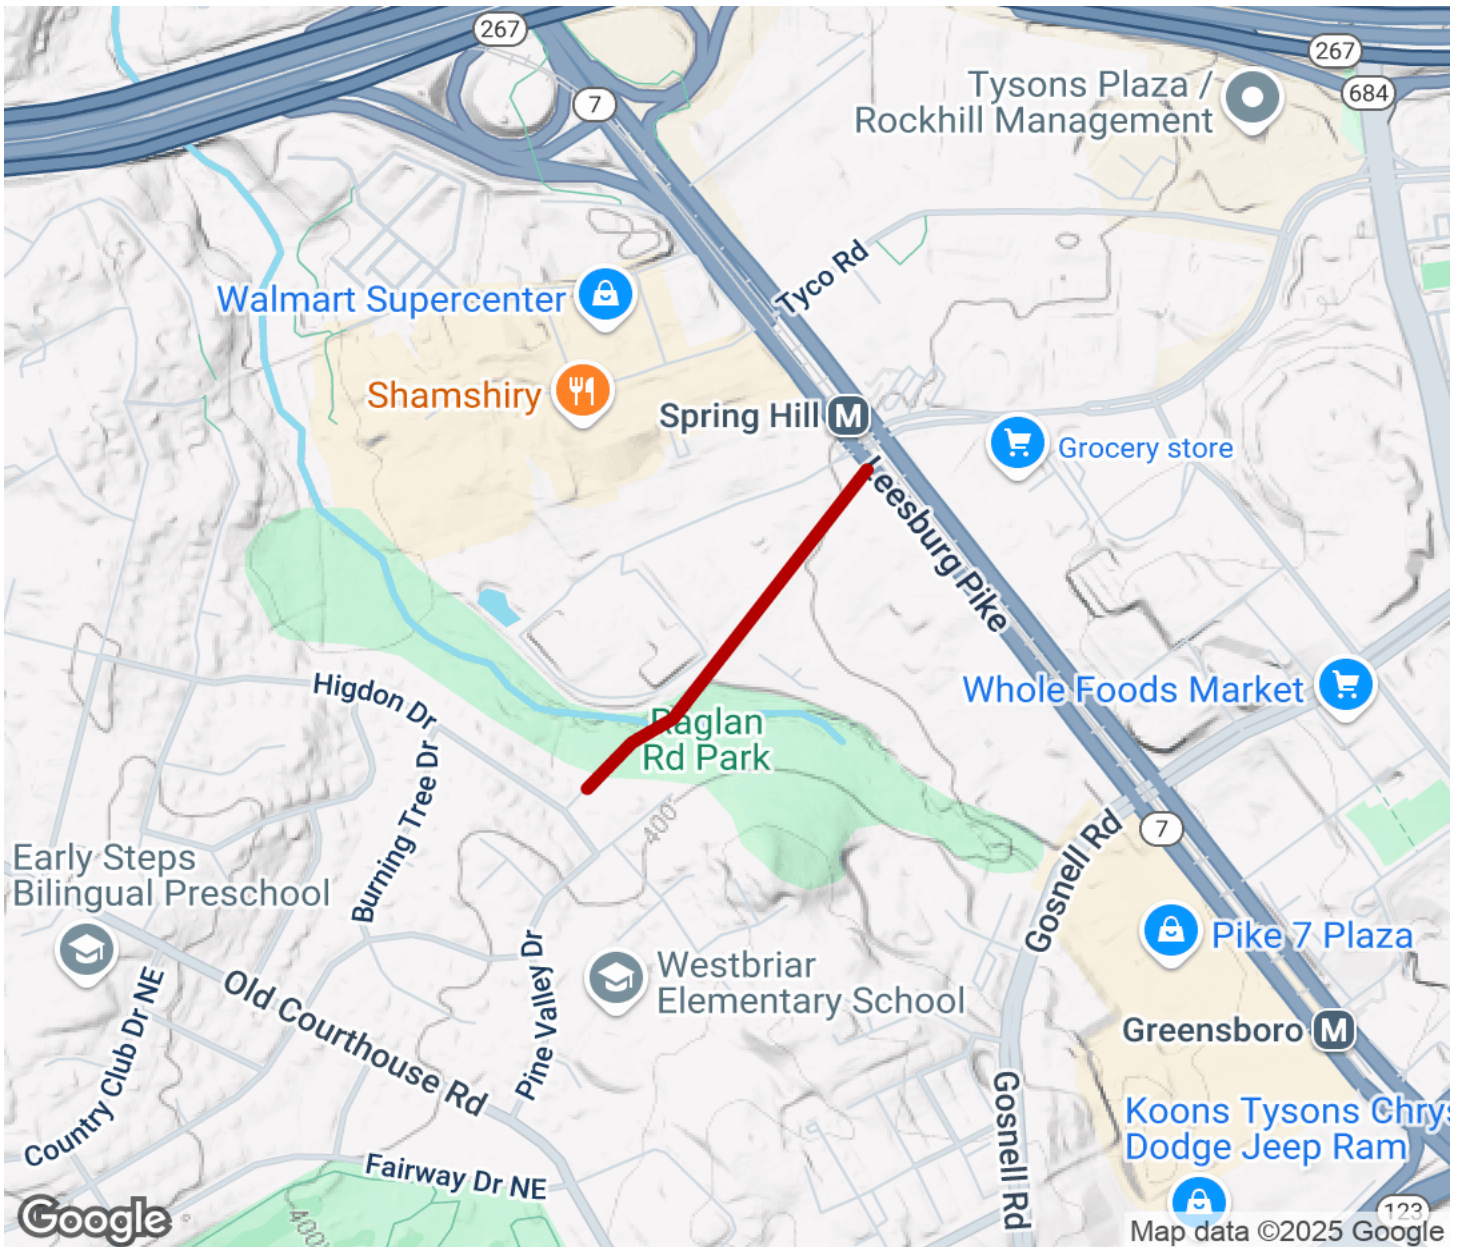 267
267
7
684
Tysons Plaza /
Rockhill Management
Tyco Rd
Walmart Supercenter
Shamshiry
Spring Hill
M
Grocery store
Leesburg Pike
Higdon Dr
Raglan
Rd Park
Whole Foods Market
Burning Tree Dr
400'
7
Gosnell Rd
Early Steps
Bilingual Preschool
Pike 7 Plaza
Westbriar
Elementary School
Pine Valley Dr
Country Club Dr NE
Old Courthouse Rd
Greensboro
M
Gosnell Rd
Koons Tysons Chrys
Dodge Jeep Ram
Fairway Dr NE
400'
123
Google
Map data ©2025 Google